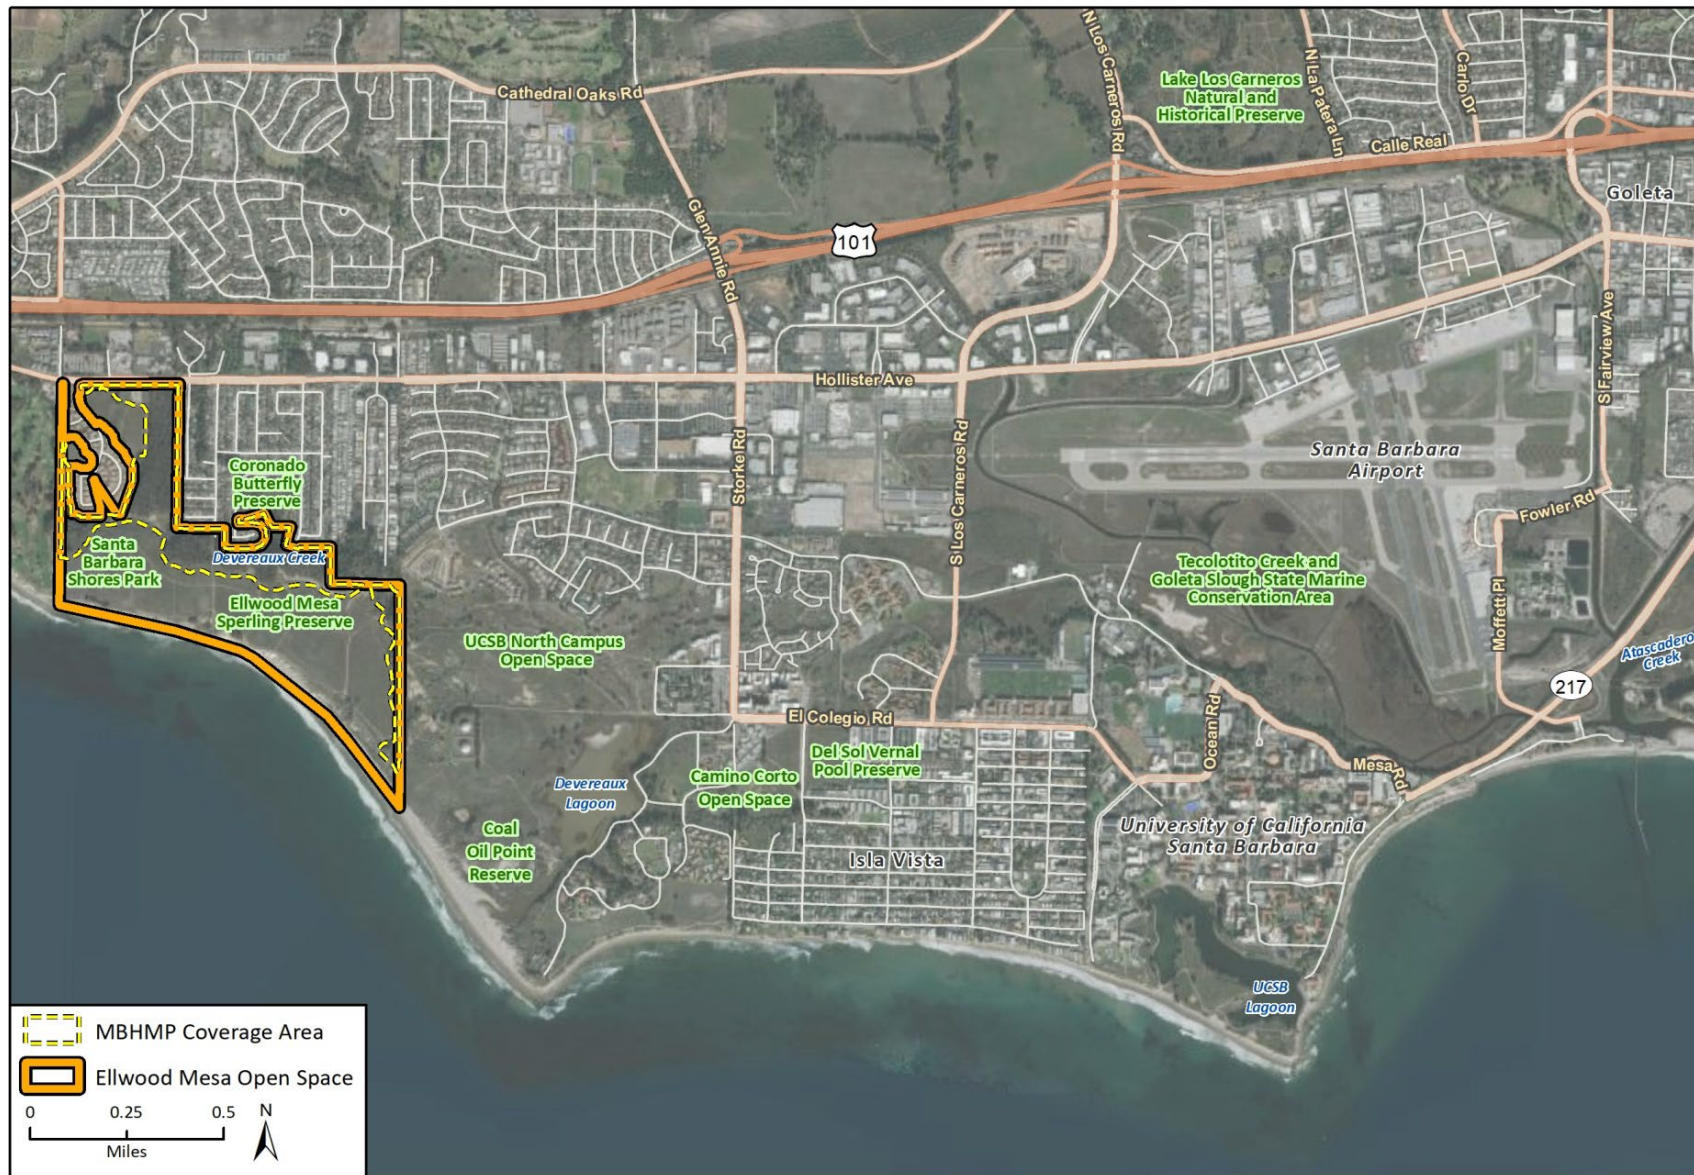 Cathedral Oaks Rd
N Los Carneros Rd
Lake Los Carneros
Natural and
Historical Preserve
N La Patera Ln
Carlo Dr
Calle Real
Goleta
Glen Annie Rd
101
S Fairview Ave
Hollister Ave
Storke Rd
S Los Carneros Rd
Santa Barbara
Airport
Fowler Rd
Coronado
Butterfly
Preserve
Devereaux Creek
Santa
Barbara
Shores Park
Ellwood Mesa
Sperling Preserve
UCSB North Campus
Open Space
Tecolotito Creek and
Goleta Slough State Marine
Conservation Area
Moffett Pl
Atascadero
Creek
217
El Colegio Rd
Ocean Rd
Mesa Rd
Del Sol Vernal
Pool Preserve
Camino Corto
Open Space
Devereaux
Lagoon
Coal
Oil Point
Reserve
Isla Vista
University of California
Santa Barbara
UCSB
Lagoon
MBHMP Coverage Area
Ellwood Mesa Open Space
0 0.25 0.5
Miles
N